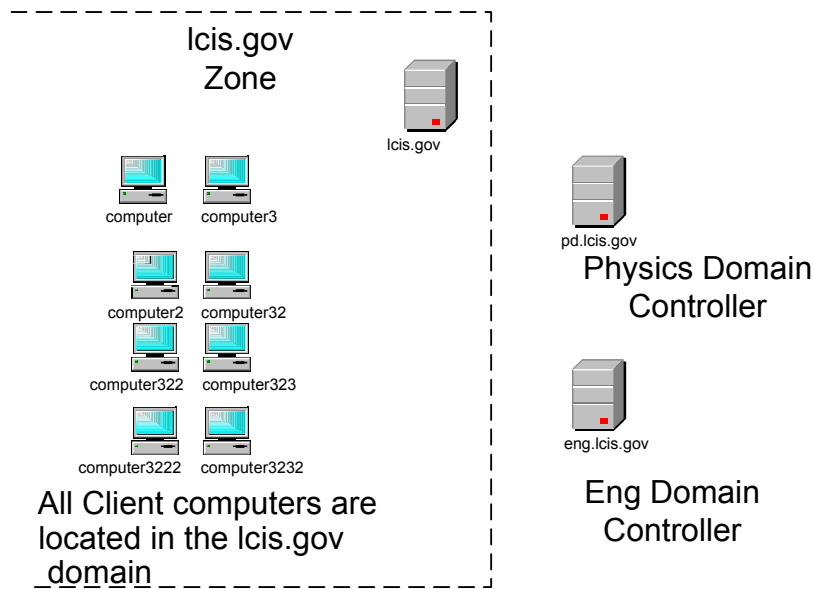 lcis.gov
Zone
lcis.gov
computer
computer3
computer2
computer32
computer322
computer323
computer3222
computer3232
All Client computers are
located in the lcis.gov
domain
pd.lcis.gov
Physics Domain
Controller
eng.lcis.gov
Eng Domain
Controller